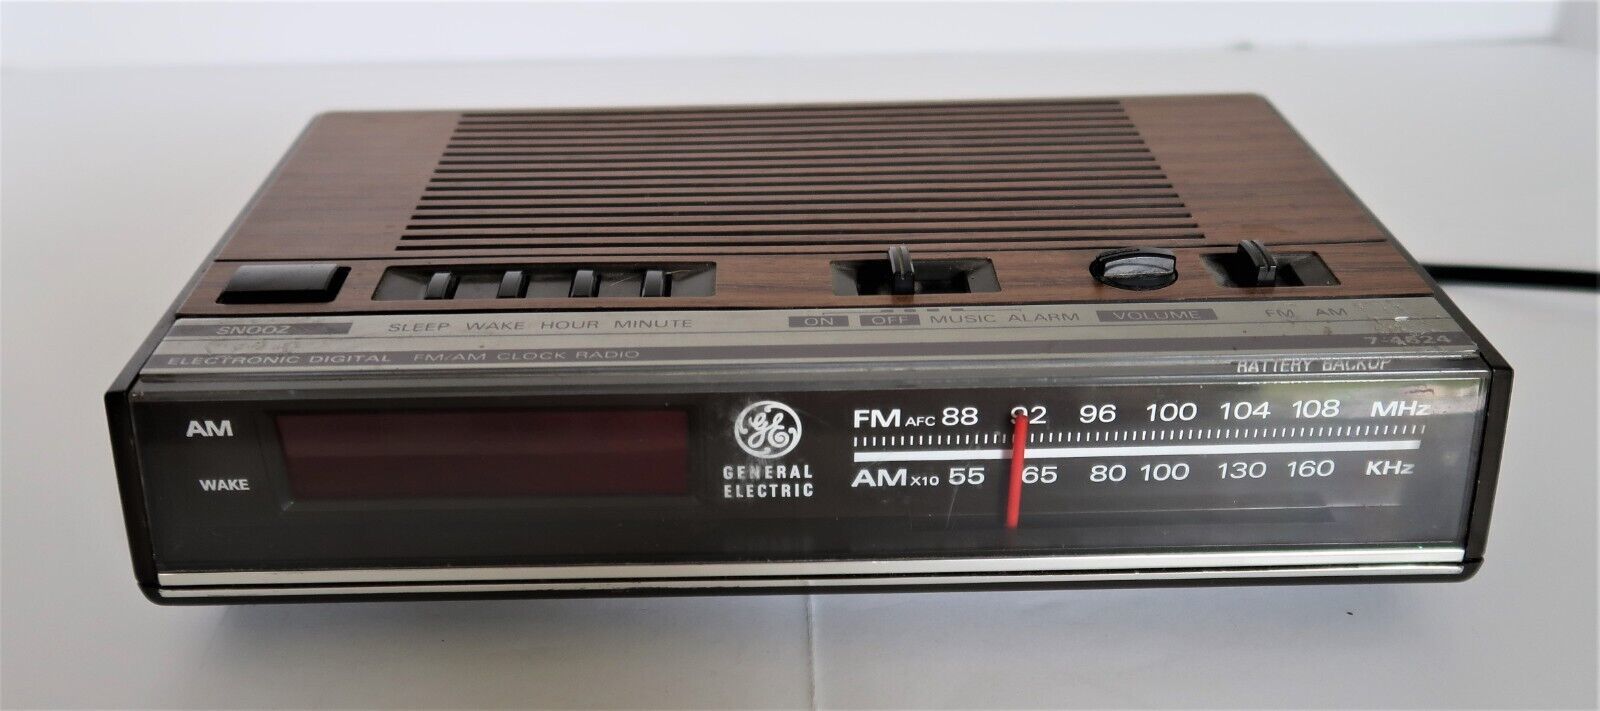 SNOOZ SLEEP WAKE HOUR MINUTE ON OFF MUSIC ALARM VOLUME FM AM
ELECTRONIC DIGITAL FM/AM CLOCK RADIO 7-4624
BATTERY BACKUP
AM
WAKE
GE
GENERAL
ELECTRIC
FM AFC 88 92 96 100 104 108 MHz
AM X10 55 65 80 100 130 160 KHz